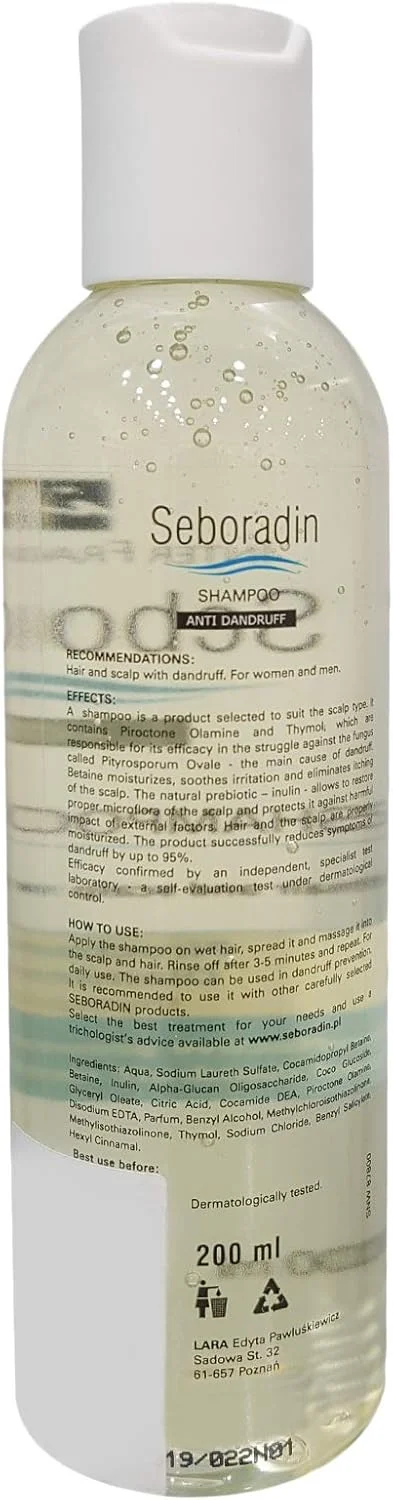 Seboradin
SHAMPOO
ANTI DANDRUFF
RECOMMENDATIONS:
Hair and scalp with dandruff. For women and men.
EFFECTS:
A shampoo is a product selected to suit the scalp type. It
contains Piroctone Olamine and Thymol, which are
responsible for its efficacy in the struggle against the fungus
called Pityrosporum Ovale - the main cause of dandruff.
Betaine moisturizes, soothes irritation and eliminates itching
of the scalp. The natural prebiotic – inulin - allows to restore
proper microflora of the scalp and protects it against harmful
impact of external factors. Hair and the scalp are properly
moisturized. The product successfully reduces symptoms of
dandruff by up to 95%.
Efficacy confirmed by an independent, specialist test
laboratory - a self-evaluation test under dermatological
control.
HOW TO USE:
Apply the shampoo on wet hair, spread it and massage it into
the scalp and hair. Rinse off after 3-5 minutes and repeat. For
daily use. The shampoo can be used in dandruff prevention.
It is recommended to use it with other carefully selected
SEBORADIN products.
Select the best treatment for your needs and use a
trichologist's advice available at www.seboradin.pl
Ingredients: Aqua, Sodium Laureth Sulfate, Cocamidopropyl Betaine,
Betaine, Inulin, Alpha-Glucan Oligosaccharide, Coco Glucoside,
Glyceryl Oleate, Citric Acid, Cocamide DEA, Piroctone Olamine,
Disodium EDTA, Parfum, Benzyl Alcohol, Methylchloroisothiazolinone,
Methylisothiazolinone, Thymol, Sodium Chloride, Benzyl Salicylate,
Hexyl Cinnamal.
Best use before:
Dermatologically tested.
200 ml
LARA Edyta Pawluśkiewicz
Sadowa St. 32
61-657 Poznań
19/022N01